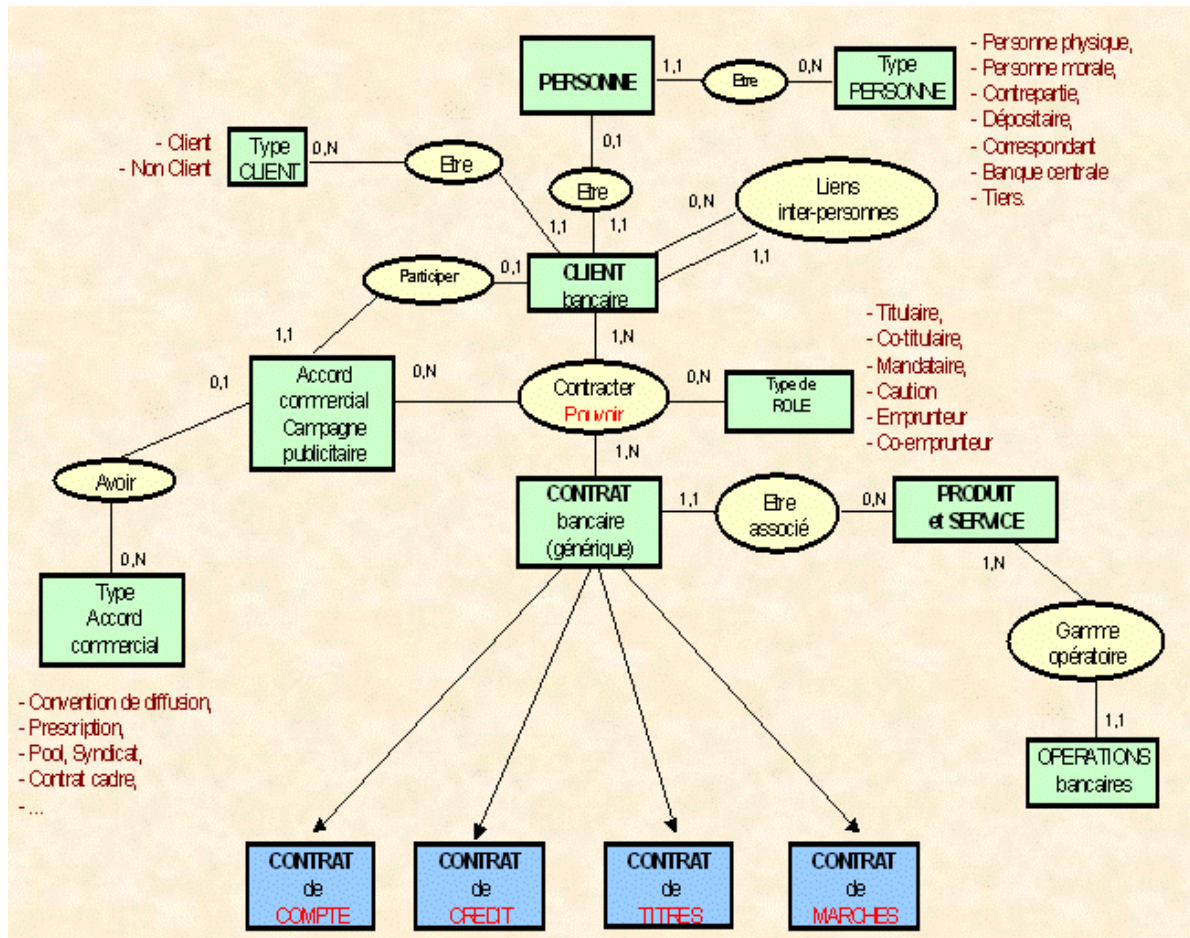 PERSONNE
1,1
Etre
0,N
Type
PERSONNE
- Personne physique,
- Personne morale,
- Contrepartie,
- Dépositaire,
- Correspondant
- Banque centrale
- Tiers.
- Client
- Non Client
Type
CLIENT
0,N
Etre
1,1
0,1
Etre
1,1
0,N
Liens
inter-personnes
1,1
CLIENT
bancaire
0,1
Participer
1,1
1,N
- Titulaire,
- Co-titulaire,
- Mandataire,
- Caution
- Emprunteur
- Co-emprunteur
Accord
commercial
Campagne
publicitaire
0,N
Contracter
Pouvoir
0,N
Type de
ROLE
0,1
Avoir
0,N
Type
Accord
commercial
- Convention de diffusion,
- Prescription,
- Pool, Syndicat,
- Contrat cadre,
- ...
1,N
CONTRAT
bancaire
(générique)
1,1
Etre
associé
0,N
PRODUIT
et SERVICE
1,N
Gamme
opératoire
1,1
OPERATIONS
bancaires
CONTRAT
de
COMPTE
CONTRAT
de
CREDIT
CONTRAT
de
TITRES
CONTRAT
de
MARCHES